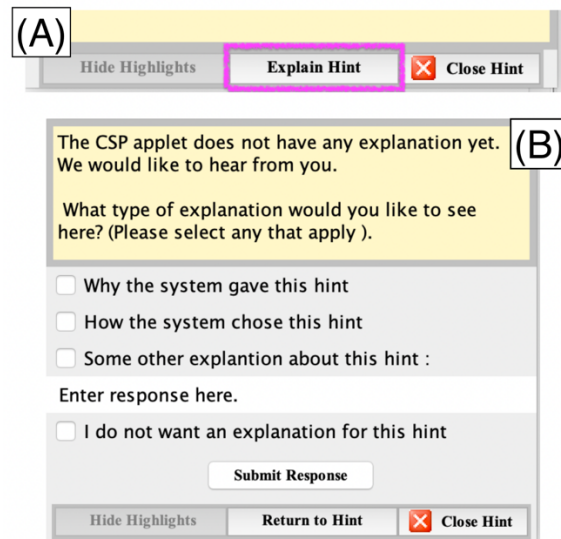 (A)
Hide Highlights
Explain Hint
Close Hint
The CSP applet does not have any explanation yet.
(B)
We would like to hear from you.
What type of explanation would you like to see
here? (Please select any that apply ).
Why the system gave this hint
How the system chose this hint
Some other explantion about this hint :
Enter response here.
I do not want an explanation for this hint
Submit Response
Hide Highlights
Return to Hint
Close Hint